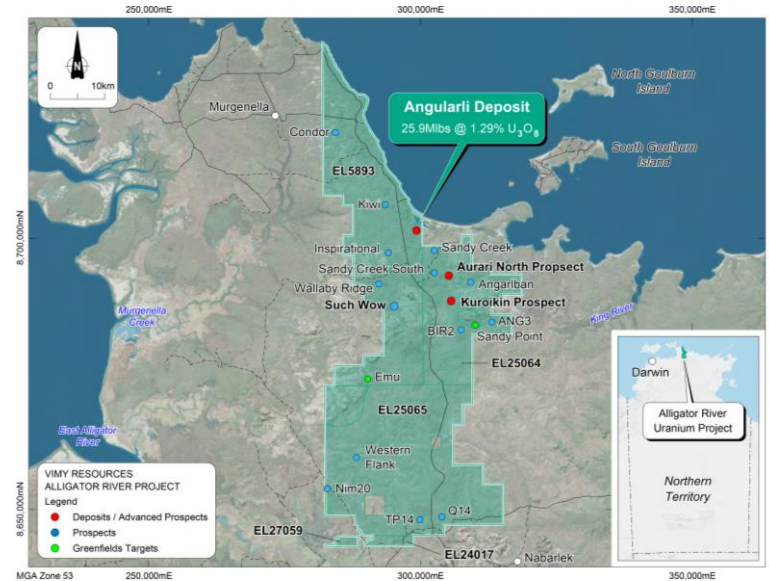 250,000mE
300,000mE
350,000mE
N
0 10km
Murgenella
Condor
Angularli Deposit
25.9Mlbs @ 1.29% U3O8
North Goulburn
Island
South Goulburn
Island
EL5893
Kiwi
8,700,000mN
Inspirational
Sandy Creek
Sandy Creek South
Aurari North Propsect
Wallaby Ridge
Angarlban
Such Wow
Kuroikin Prospect
King River
Murgenella
Creek
BIR2
ANG3
Sandy Point
EL25064
Emu
EL25065
East Alligator
River
Western
Flank
Nim20
TP14
Q14
EL27059
EL24017
Nabarlek
8,650,000mN
Darwin
Alligator River
Uranium Project
Northern
Territory
VIMY RESOURCES
ALLIGATOR RIVER PROJECT
Legend
Deposits / Advanced Prospects
Prospects
Greenfields Targets
MGA Zone 53
250,000mE
300,000mE
350,000mE